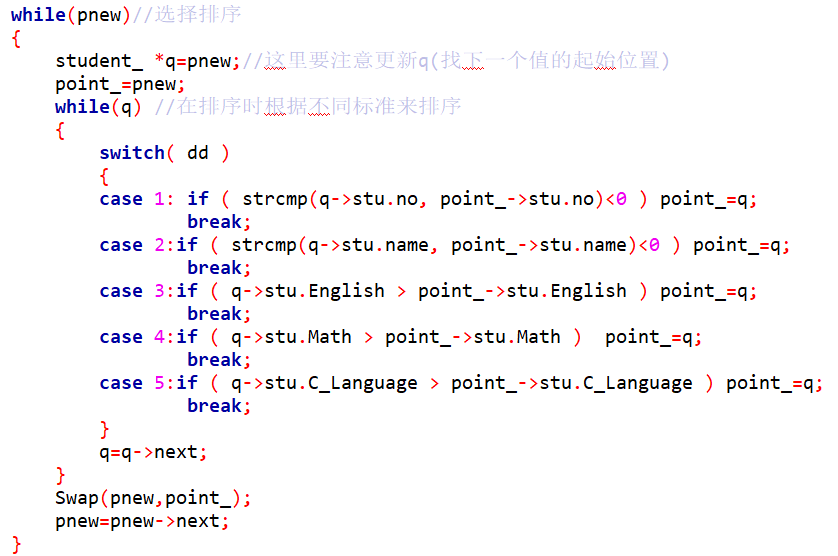 while(pnew)//选择排序
{
    student_ *q=pnew;//这里要注意更新q(找下一个值的起始位置)
    point_=pnew;
    while(q) //在排序时根据不同标准来排序
    {
        switch( dd )
        {
        case 1: if ( strcmp(q->stu.no, point_->stu.no)<0 ) point_=q;
                break;
        case 2:if ( strcmp(q->stu.name, point_->stu.name)<0 ) point_=q;
                break;
        case 3:if ( q->stu.English > point_->stu.English ) point_=q;
                break;
        case 4:if ( q->stu.Math > point_->stu.Math )  point_=q;
                break;
        case 5:if ( q->stu.C_Language > point_->stu.C_Language ) point_=q;
                break;
        }
        q=q->next;
    }
    Swap(pnew,point_);
    pnew=pnew->next;
}